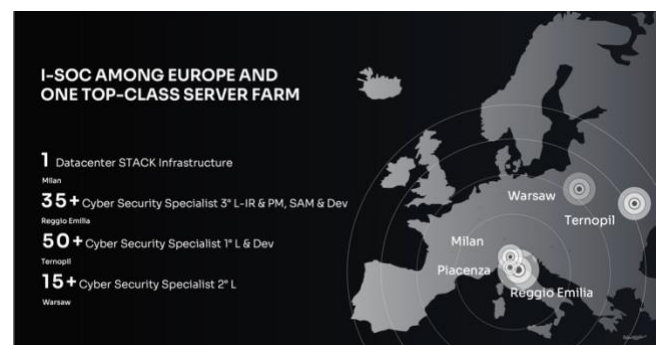 I-SOC AMONG EUROPE AND
ONE TOP-CLASS SERVER FARM
1 Datacenter STACK Infrastructure
Milan
35+ Cyber Security Specialist 3° L-IR & PM, SAM & Dev
Reggio Emilia
50+ Cyber Security Specialist 1° L & Dev
Ternopil
15+ Cyber Security Specialist 2° L
Warsaw
Warsaw
Ternopil
Milan
Piacenza
Reggio Emilia